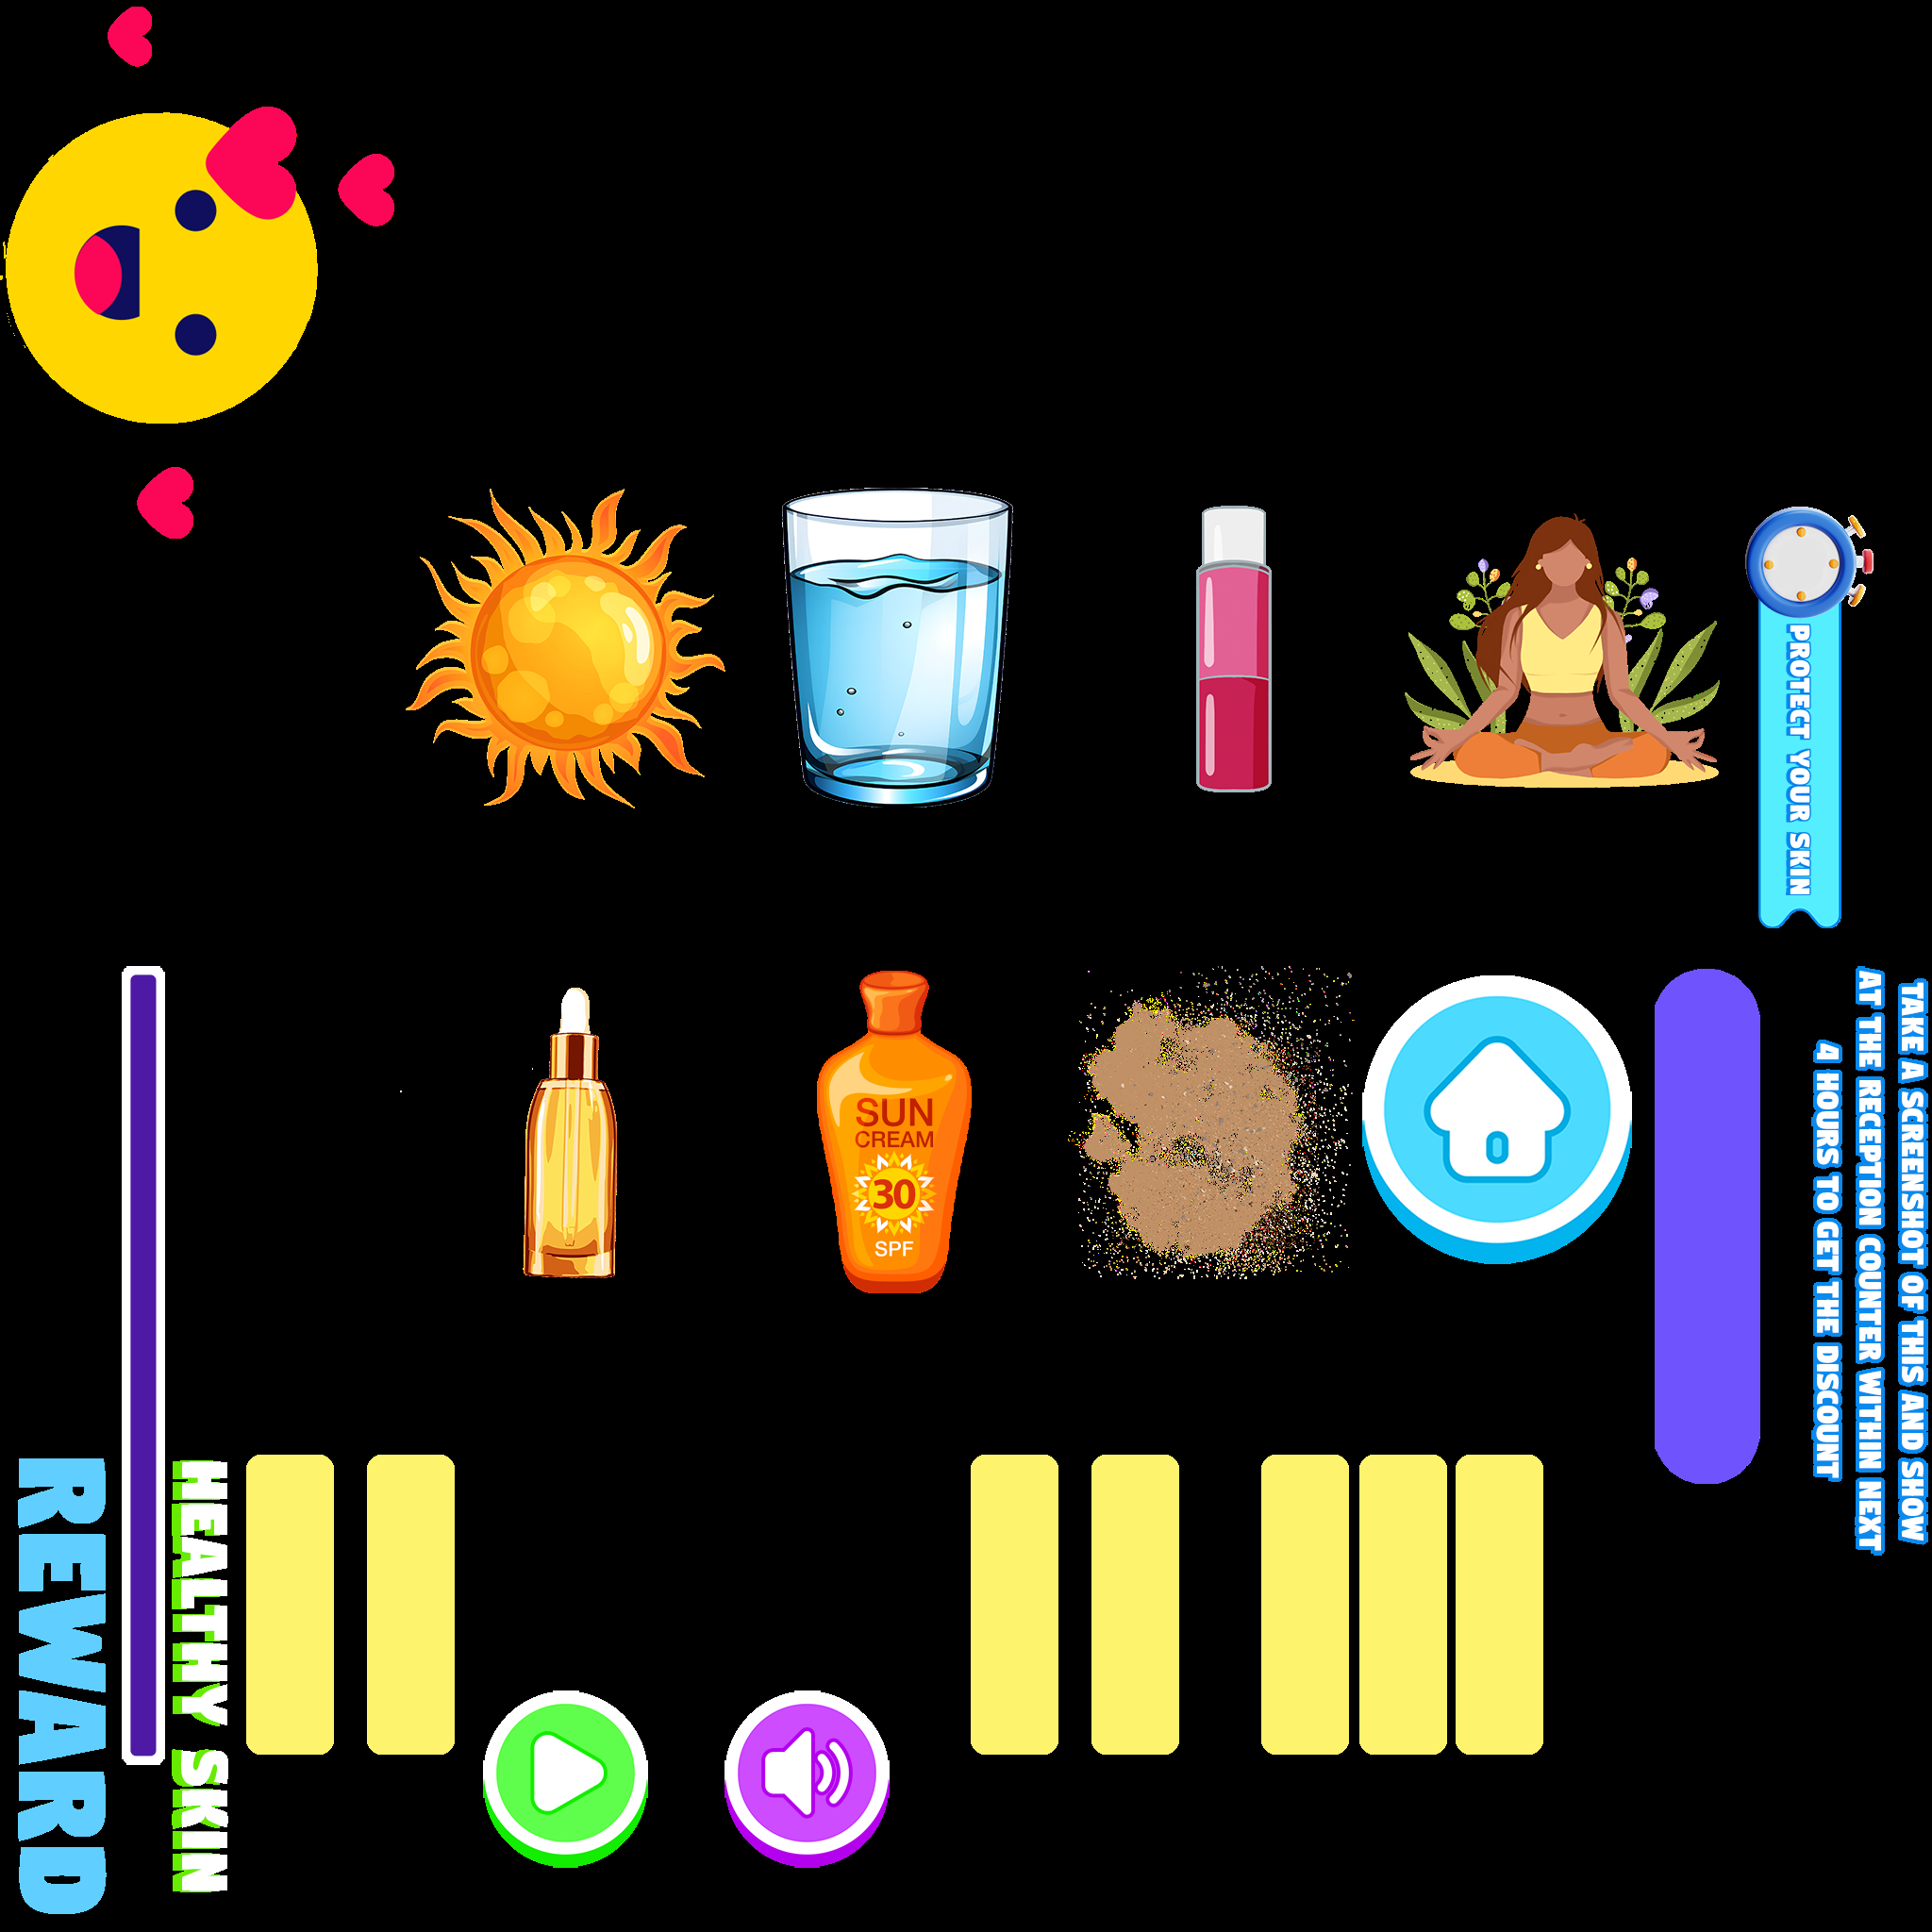 PROTECT YOUR SKIN
SUN
CREAM
30
SPF
TAKE A SCREENSHOT OF THIS AND SHOW
AT THE RECEPTION COUNTER WITHIN NEXT
4 HOURS TO GET THE DISCOUNT
HEALTHY SKIN
REWARD